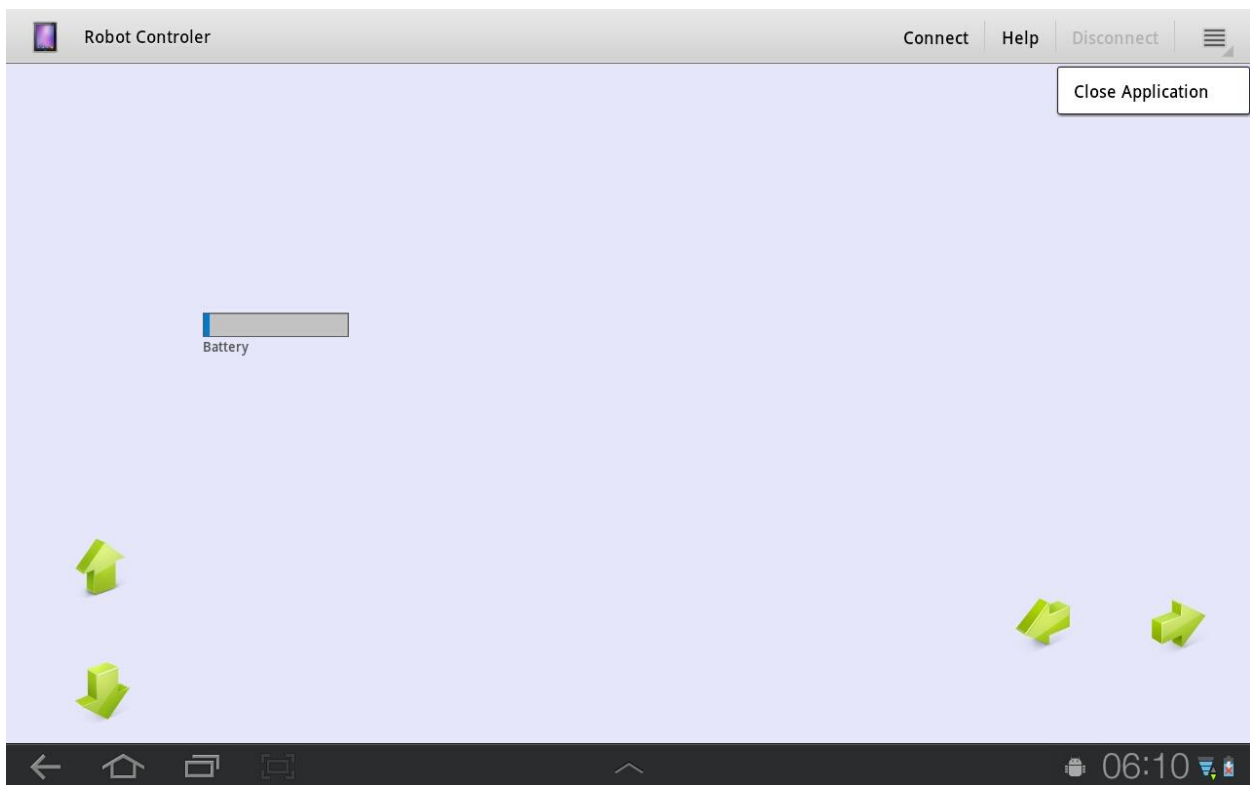 Robot Controler
Connect Help Disconnect
Close Application
Battery
06:10